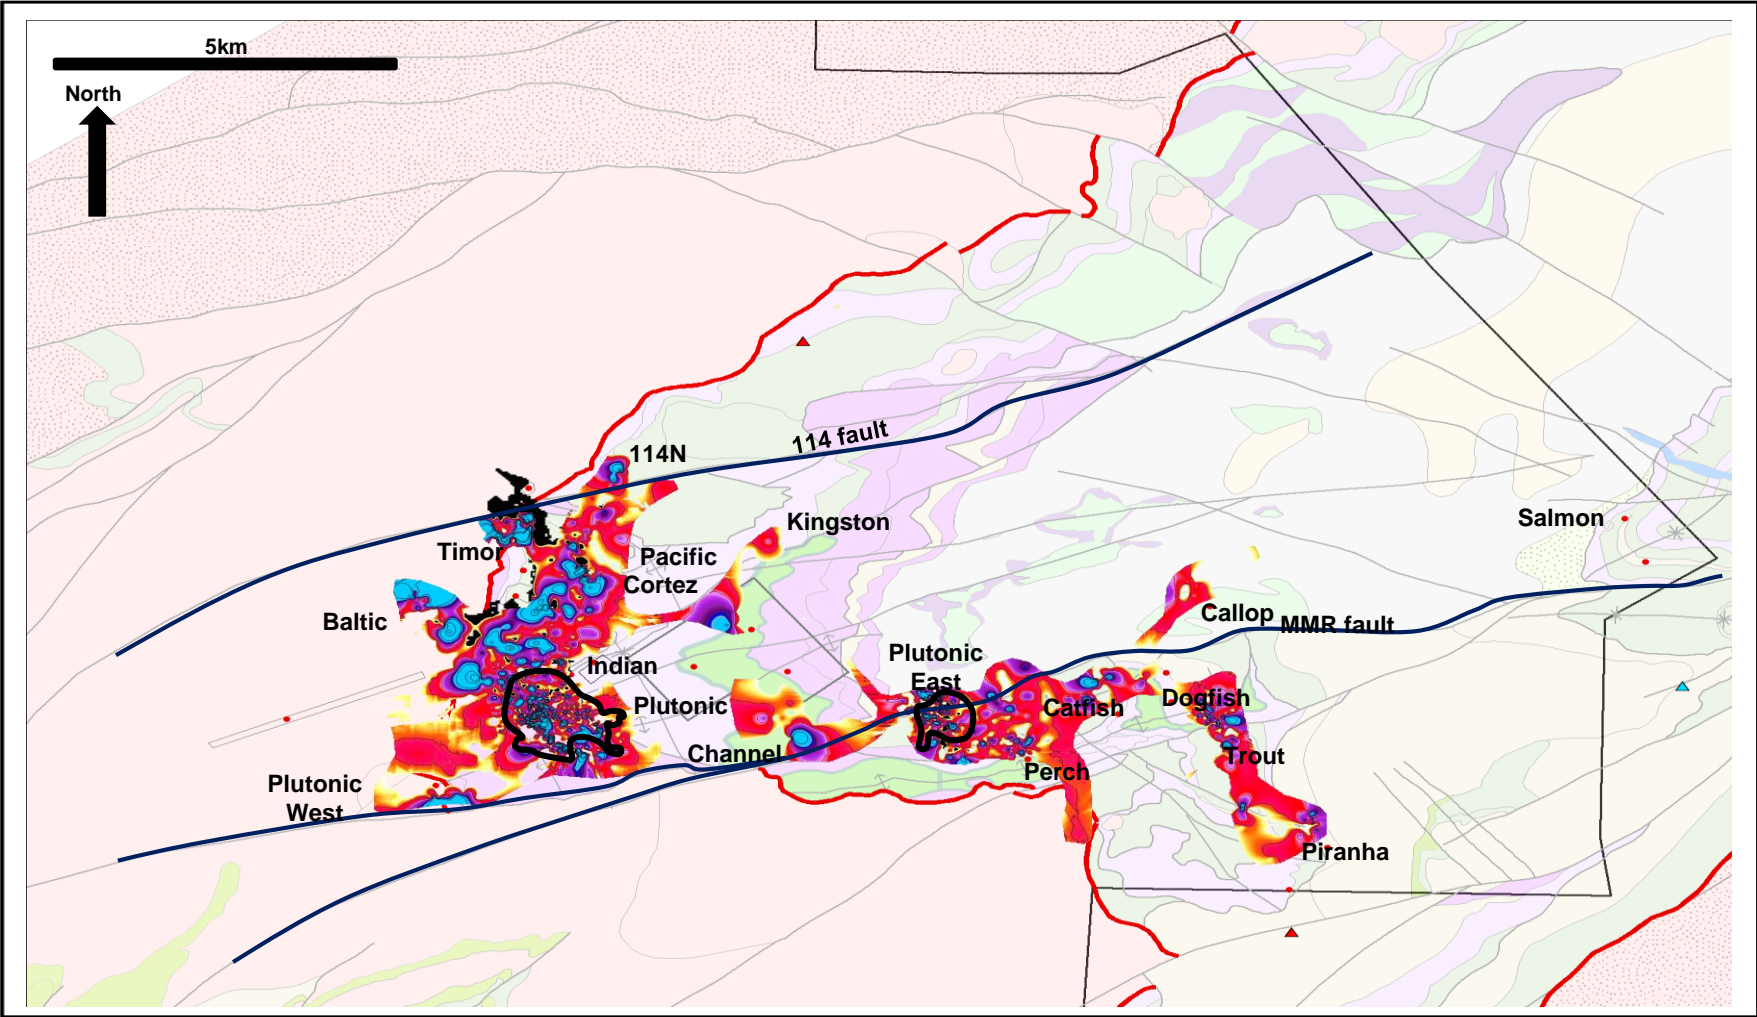 5km
North
114 fault
114N
Kingston
Salmon
Timor
Pacific
Cortez
Baltic
Callop
MMR fault
Plutonic
East
Indian
Plutonic
Dogfish
Catfish
Channel
Trout
Perch
Plutonic
West
Piranha